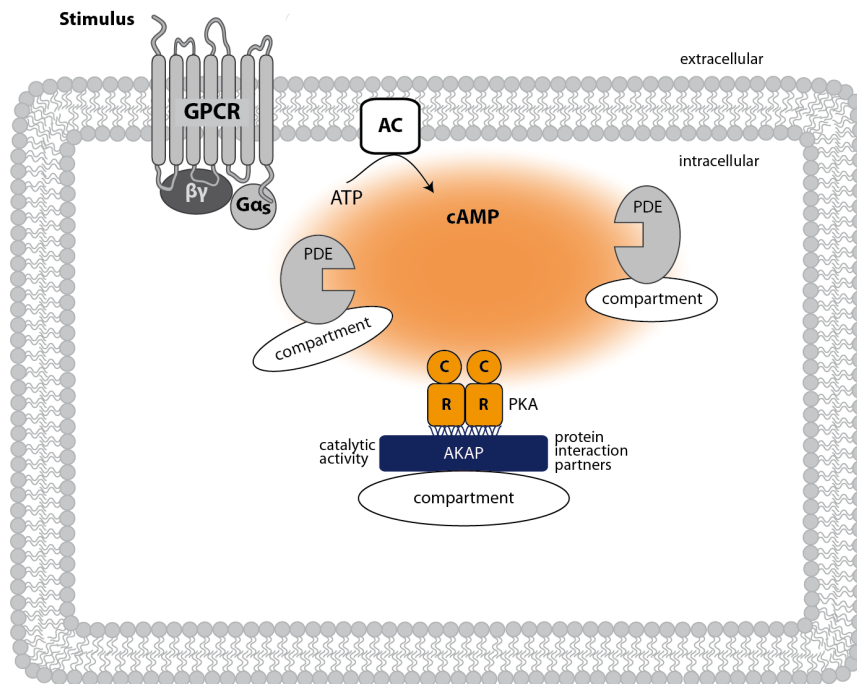 Stimulus
extracellular
GPCR
AC
intracellular
βγ
Gαs
ATP
cAMP
PDE
PDE
compartment
compartment
C
C
R
R
PKA
catalytic
activity
AKAP
protein
interaction
partners
compartment